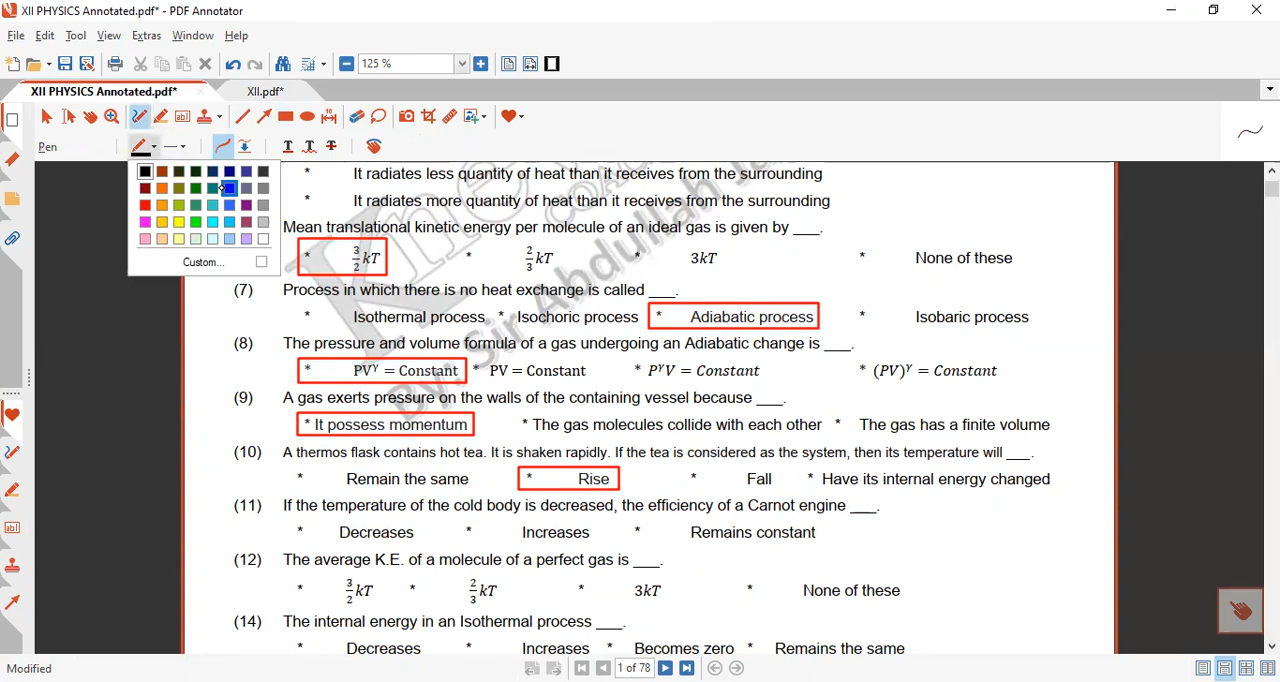 XII PHYSICS Annotated.pdf* - PDF Annotator
File Edit Tool View Extras Window Help
125 %
XII PHYSICS Annotated.pdf* XII.pdf*
Pen
Custom...
* It radiates less quantity of heat than it receives from the surrounding
* It radiates more quantity of heat than it receives from the surrounding
Mean translational kinetic energy per molecule of an ideal gas is given by ___.
* 3/2 kT * 2/3 kT * 3kT * None of these
(7) Process in which there is no heat exchange is called ___.
* Isothermal process * Isochoric process * Adiabatic process * Isobaric process
(8) The pressure and volume formula of a gas undergoing an Adiabatic change is ___.
* PV^γ = Constant * PV = Constant * P^γV = Constant * (PV)^γ = Constant
(9) A gas exerts pressure on the walls of the containing vessel because ___.
* It possess momentum * The gas molecules collide with each other * The gas has a finite volume
(10) A thermos flask contains hot tea. It is shaken rapidly. If the tea is considered as the system, then its temperature will ___.
* Remain the same * Rise * Fall * Have its internal energy changed
(11) If the temperature of the cold body is decreased, the efficiency of a Carnot engine ___.
* Decreases * Increases * Remains constant
(12) The average K.E. of a molecule of a perfect gas is ___.
* 3/2 kT * 2/3 kT * 3kT * None of these
(14) The internal energy in an Isothermal process ___.
* Decreases * Increases * Becomes zero * Remains the same
By: Sir Abdullah
Modified
1 of 78